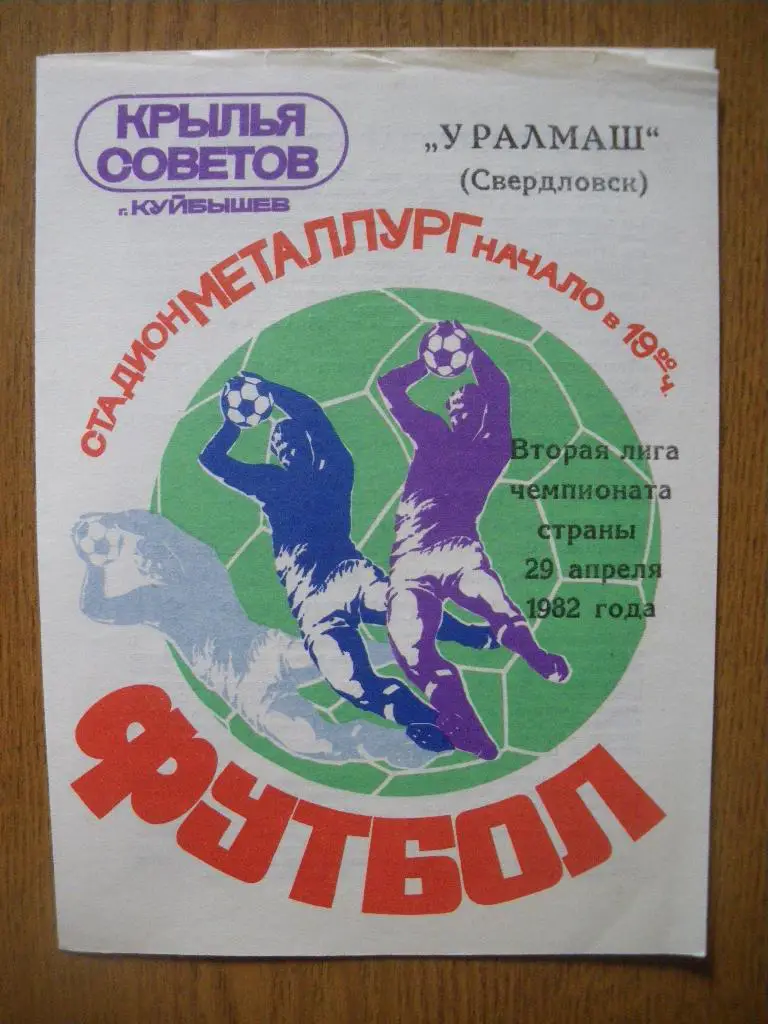 КРЫЛЬЯ
СОВЕТОВ
г. КУЙБЫШЕВ
„УРАЛМАШ“
(Свердловск)
СТАДИОН МЕТАЛЛУРГ НАЧАЛО В 19⁰⁰ Ч.
Вторая лига
чемпионата
страны
29 апреля
1982 года
ФУТБОЛ